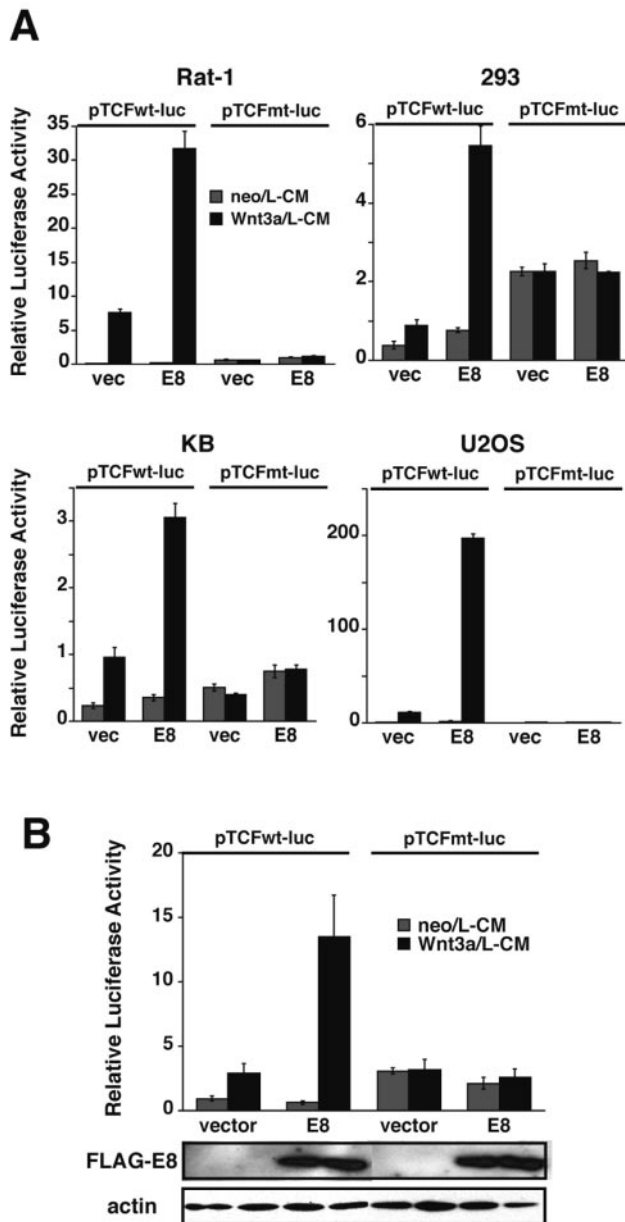 A
Rat-1
pTCFwt-luc pTCFmt-luc
Relative Luciferase Activity
35
30
25
20
15
10
5
0
neo/L-CM
Wnt3a/L-CM
vec E8 vec E8
293
pTCFwt-luc pTCFmt-luc
6
4
2
0
vec E8 vec E8
KB
pTCFwt-luc pTCFmt-luc
Relative Luciferase Activity
3
2
1
0
vec E8 vec E8
U2OS
pTCFwt-luc pTCFmt-luc
200
100
0
vec E8 vec E8
B
pTCFwt-luc pTCFmt-luc
Relative Luciferase Activity
20
15
10
5
0
neo/L-CM
Wnt3a/L-CM
vector E8 vector E8
FLAG-E8
actin